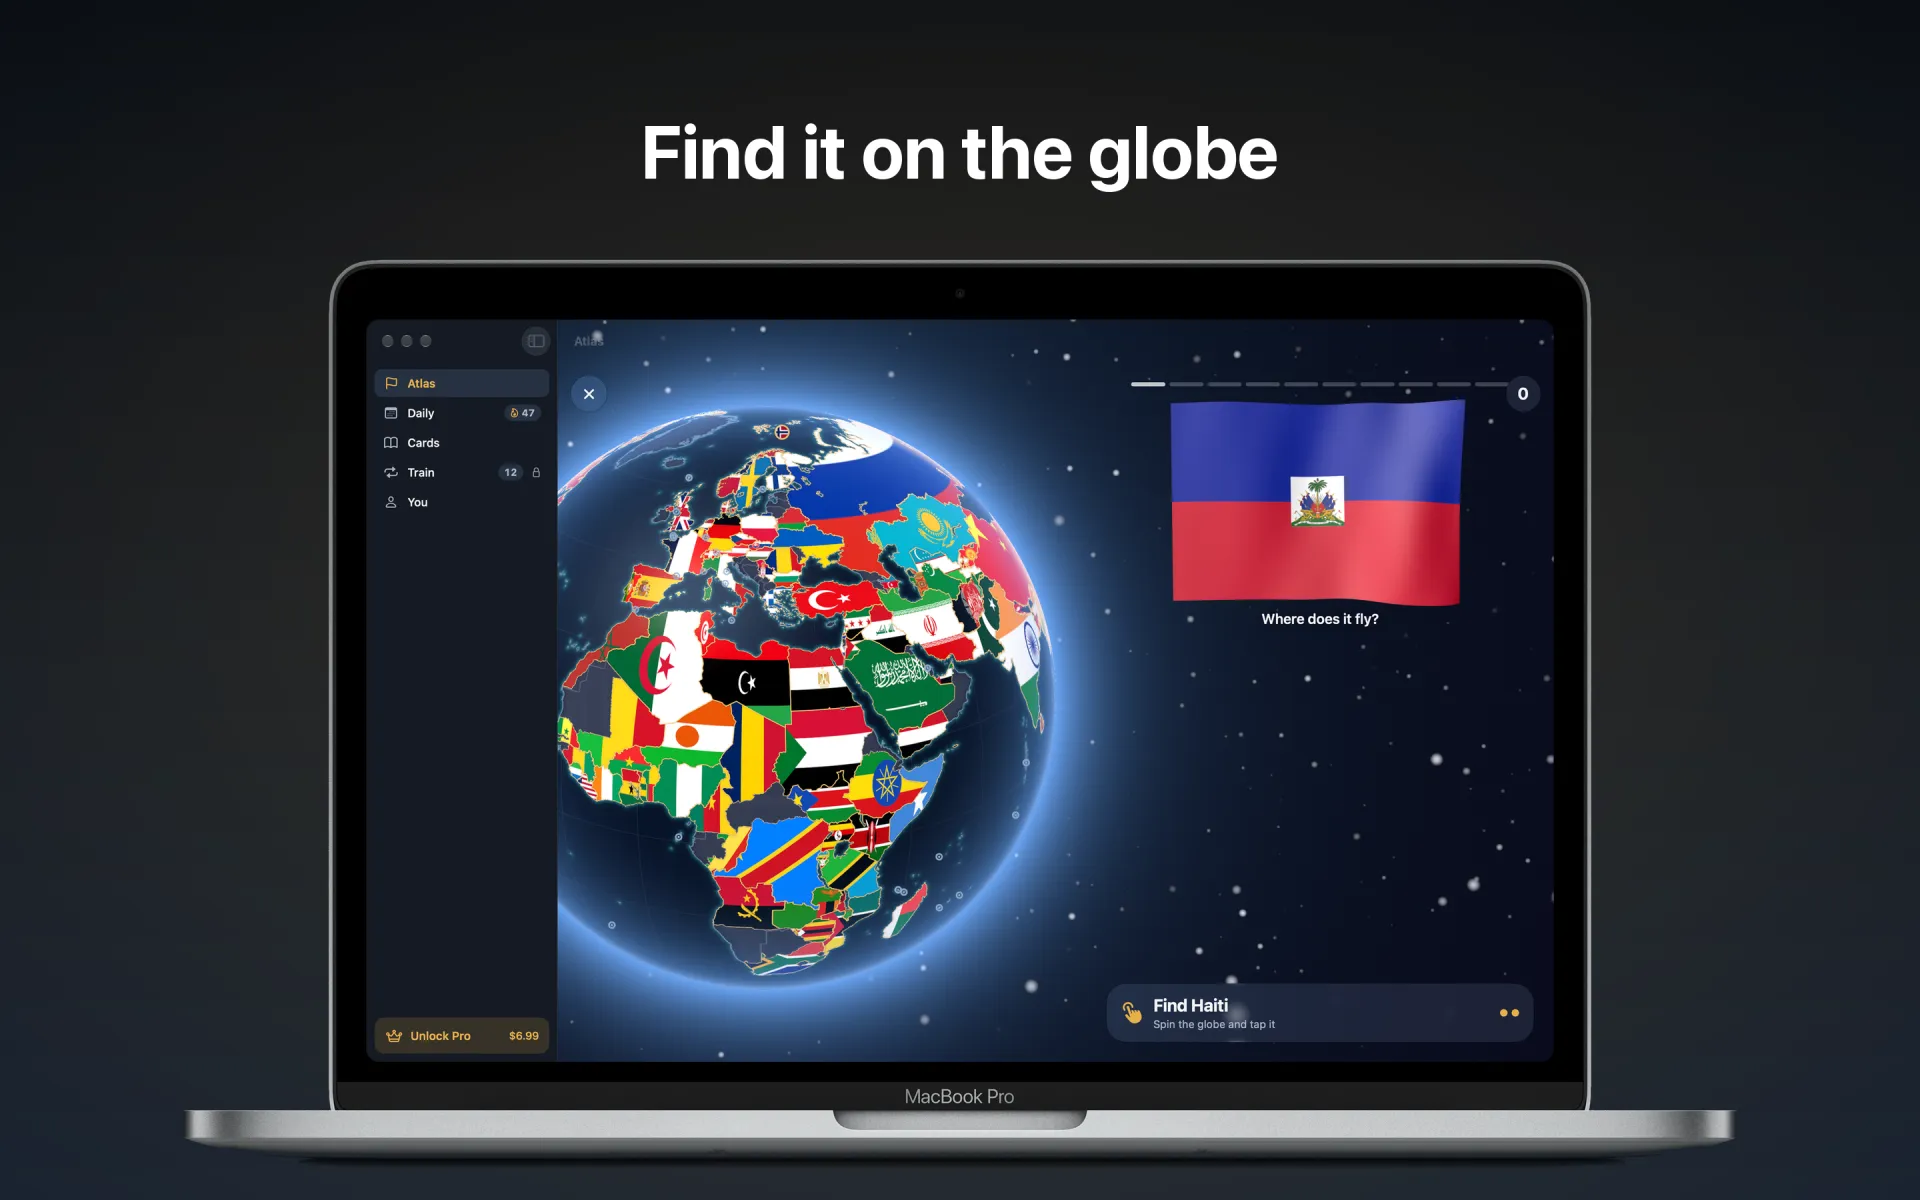 Find it on the globe
Atlas
Atlas
0
Daily
47
Cards
Train
12
You
Where does it fly?
Find Haiti
Spin the globe and tap it
Unlock Pro
$6.99
MacBook Pro